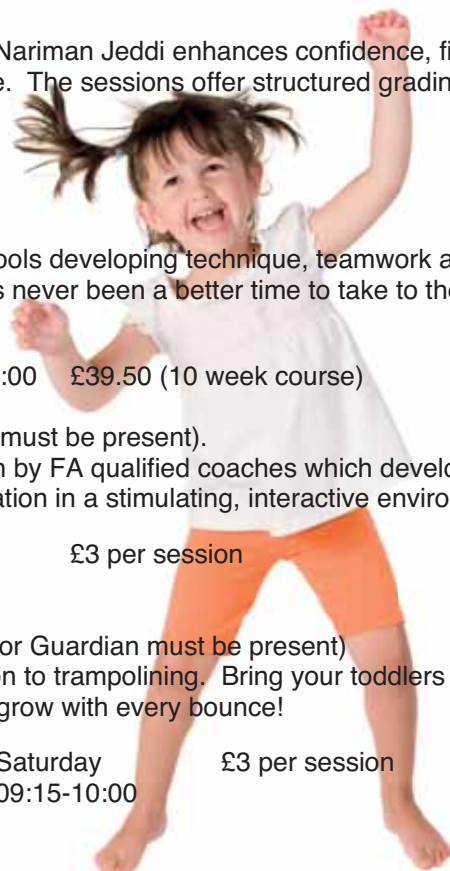 Nariman Jeddi enhances confidence, fi
e. The sessions offer structured gradin
ools developing technique, teamwork a
s never been a better time to take to the
:00 £39.50 (10 week course)
must be present).
n by FA qualified coaches which develo
ation in a stimulating, interactive enviro
£3 per session
or Guardian must be present)
on to trampolining. Bring your toddlers
grow with every bounce!
Saturday £3 per session
09:15-10:00